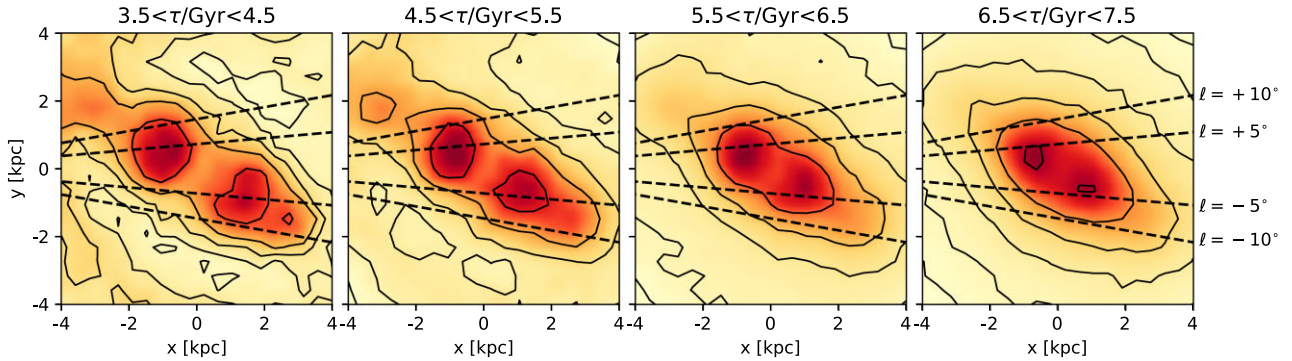 3.5<τ/Gyr<4.5
4.5<τ/Gyr<5.5
5.5<τ/Gyr<6.5
6.5<τ/Gyr<7.5
4
2
0
-2
-4
y [kpc]
ℓ = +10°
ℓ = +5°
ℓ = −5°
ℓ = −10°
-4 -2 0 2 4
-4 -2 0 2 4
-4 -2 0 2 4
-4 -2 0 2 4
x [kpc]
x [kpc]
x [kpc]
x [kpc]